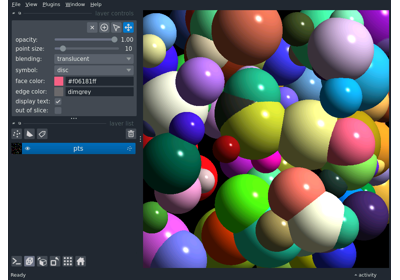 File View Plugins Window Help
layer controls
opacity: 1.00
point size: 10
blending: translucent
symbol: disc
face color: #f06181ff
edge color: dimgrey
display text:
out of slice:
layer list
pts
Ready
activity